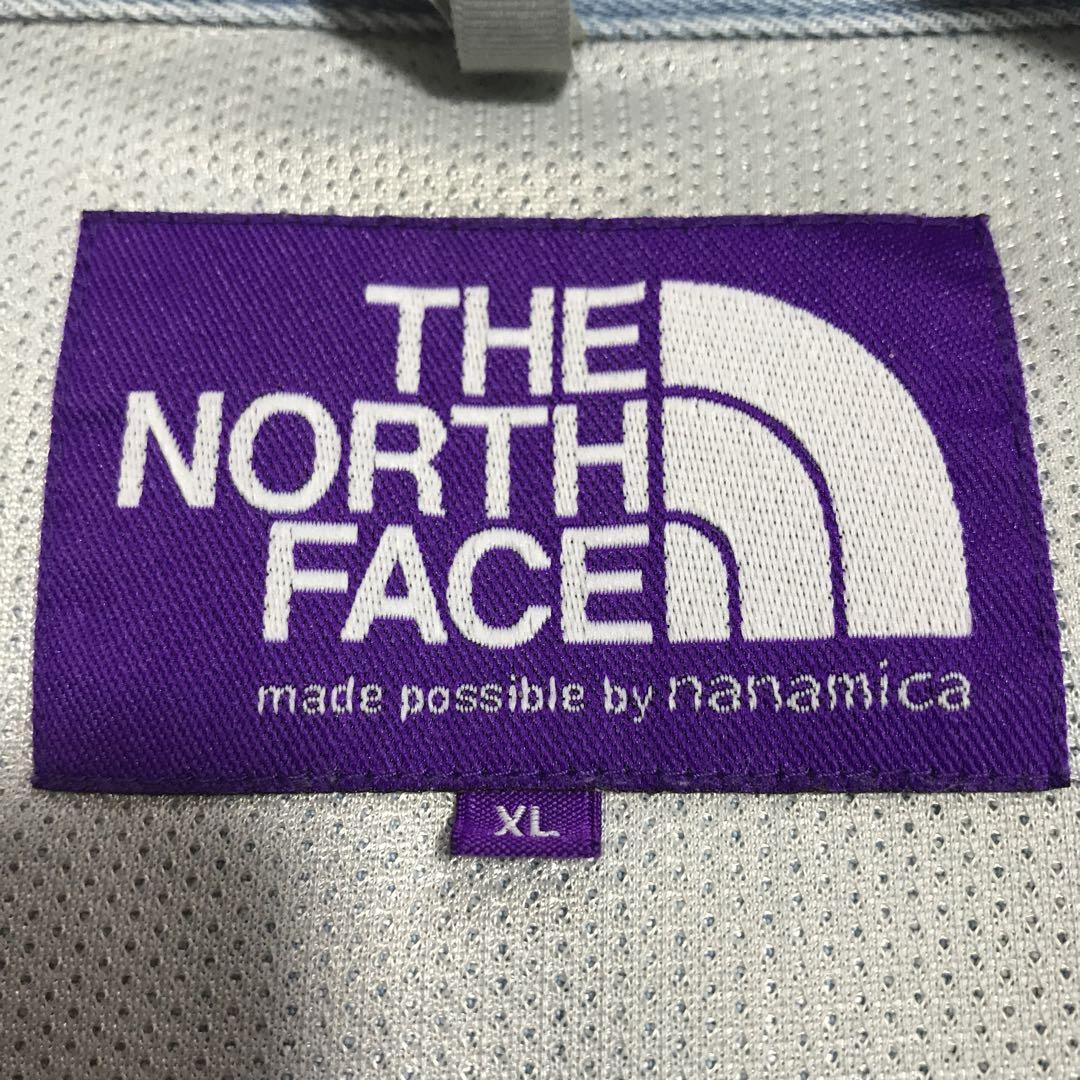 THE
NORTH
FACE
made possible by nanamica
XL